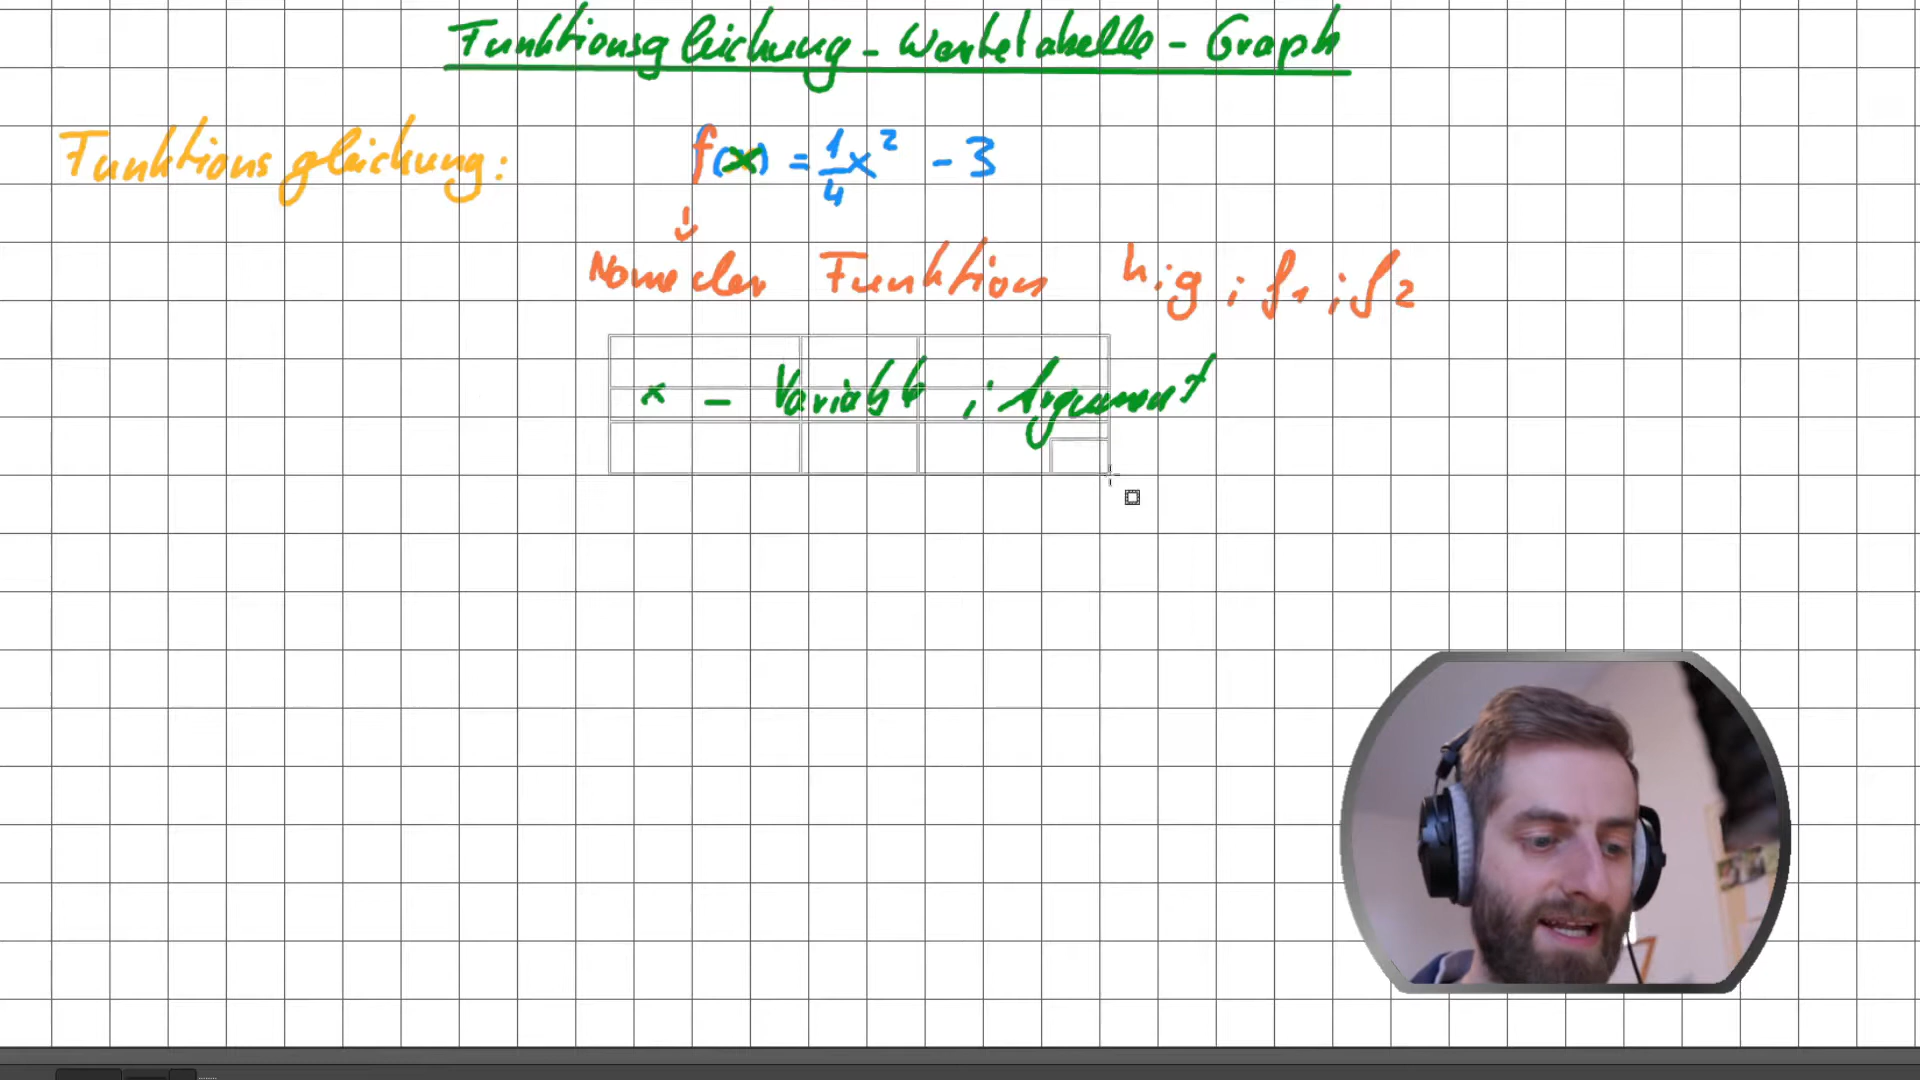 Funktionsgleichung - Wertetabelle - Graph
Funktionsgleichung: f(x) = 1/4 x² - 3
↓
Name der Funktion h ; g ; f₁ ; f₂
x - Variable ; Argument